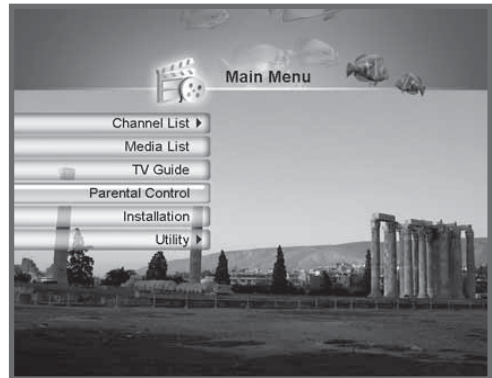 Main Menu
Channel List
Media List
TV Guide
Parental Control
Installation
Utility